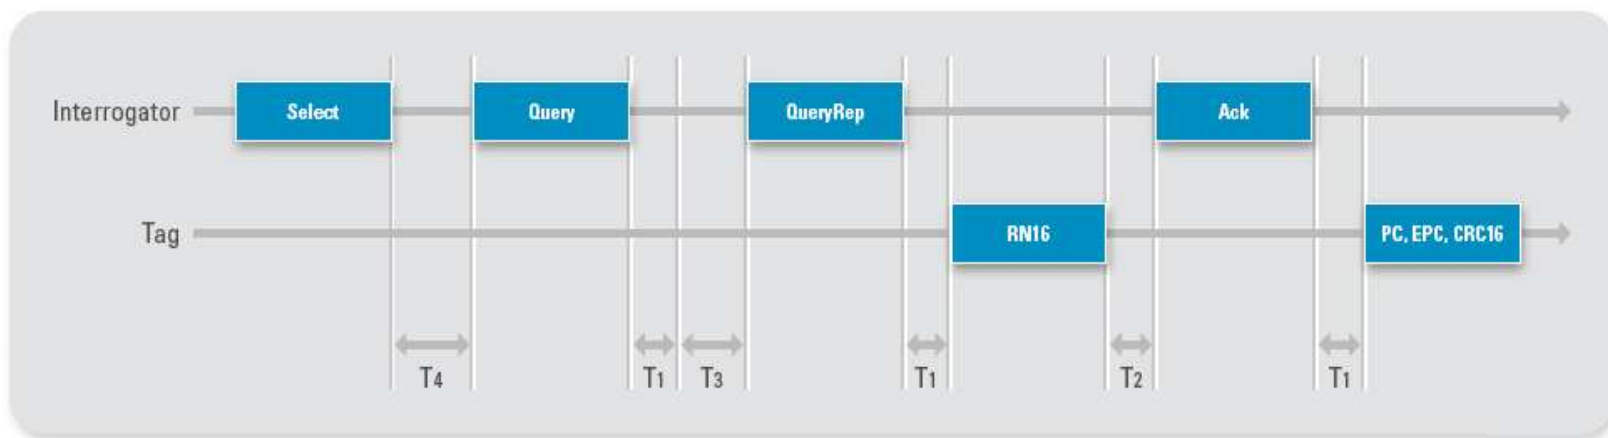 Interrogator
Select
Query
QueryRep
Ack
Tag
RN16
PC, EPC, CRC16
T4
T1
T3
T1
T2
T1